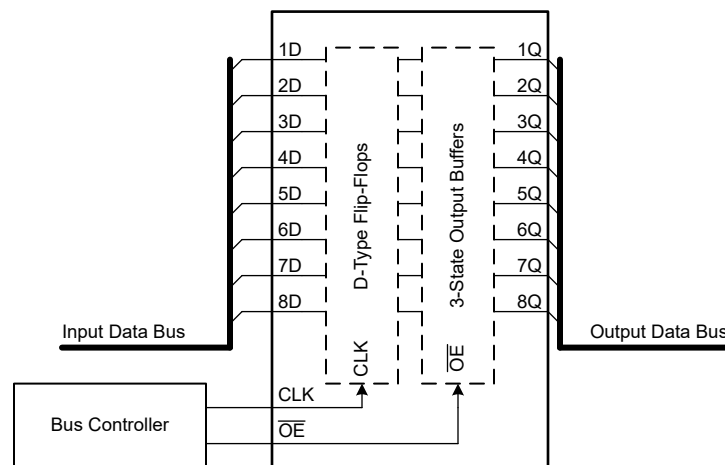 1D
1Q
2D
2Q
3D
3Q
4D
4Q
5D
5Q
6D
6Q
7D
7Q
8D
8Q
D-Type Flip-Flops
3-State Output Buffers
Input Data Bus
Output Data Bus
CLK
OE
CLK
Bus Controller
OE